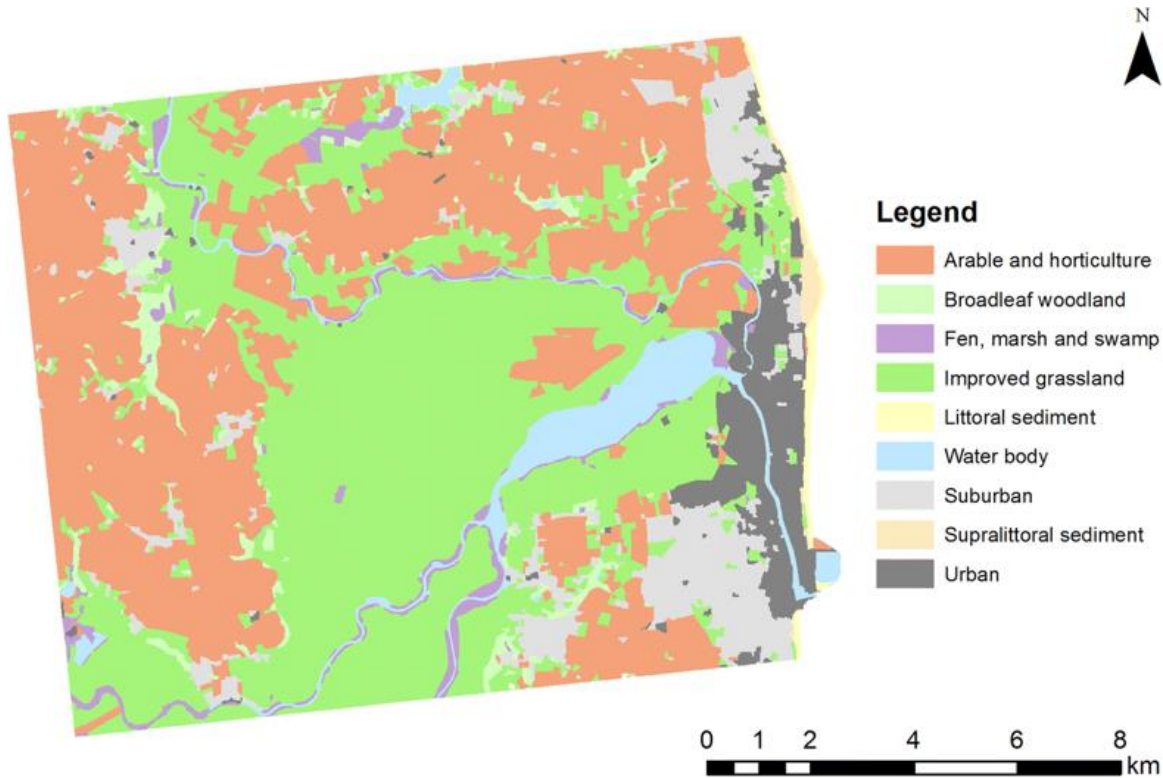 N
Legend
Arable and horticulture
Broadleaf woodland
Fen, marsh and swamp
Improved grassland
Littoral sediment
Water body
Suburban
Supralittoral sediment
Urban
0 1 2 4 6 8
km